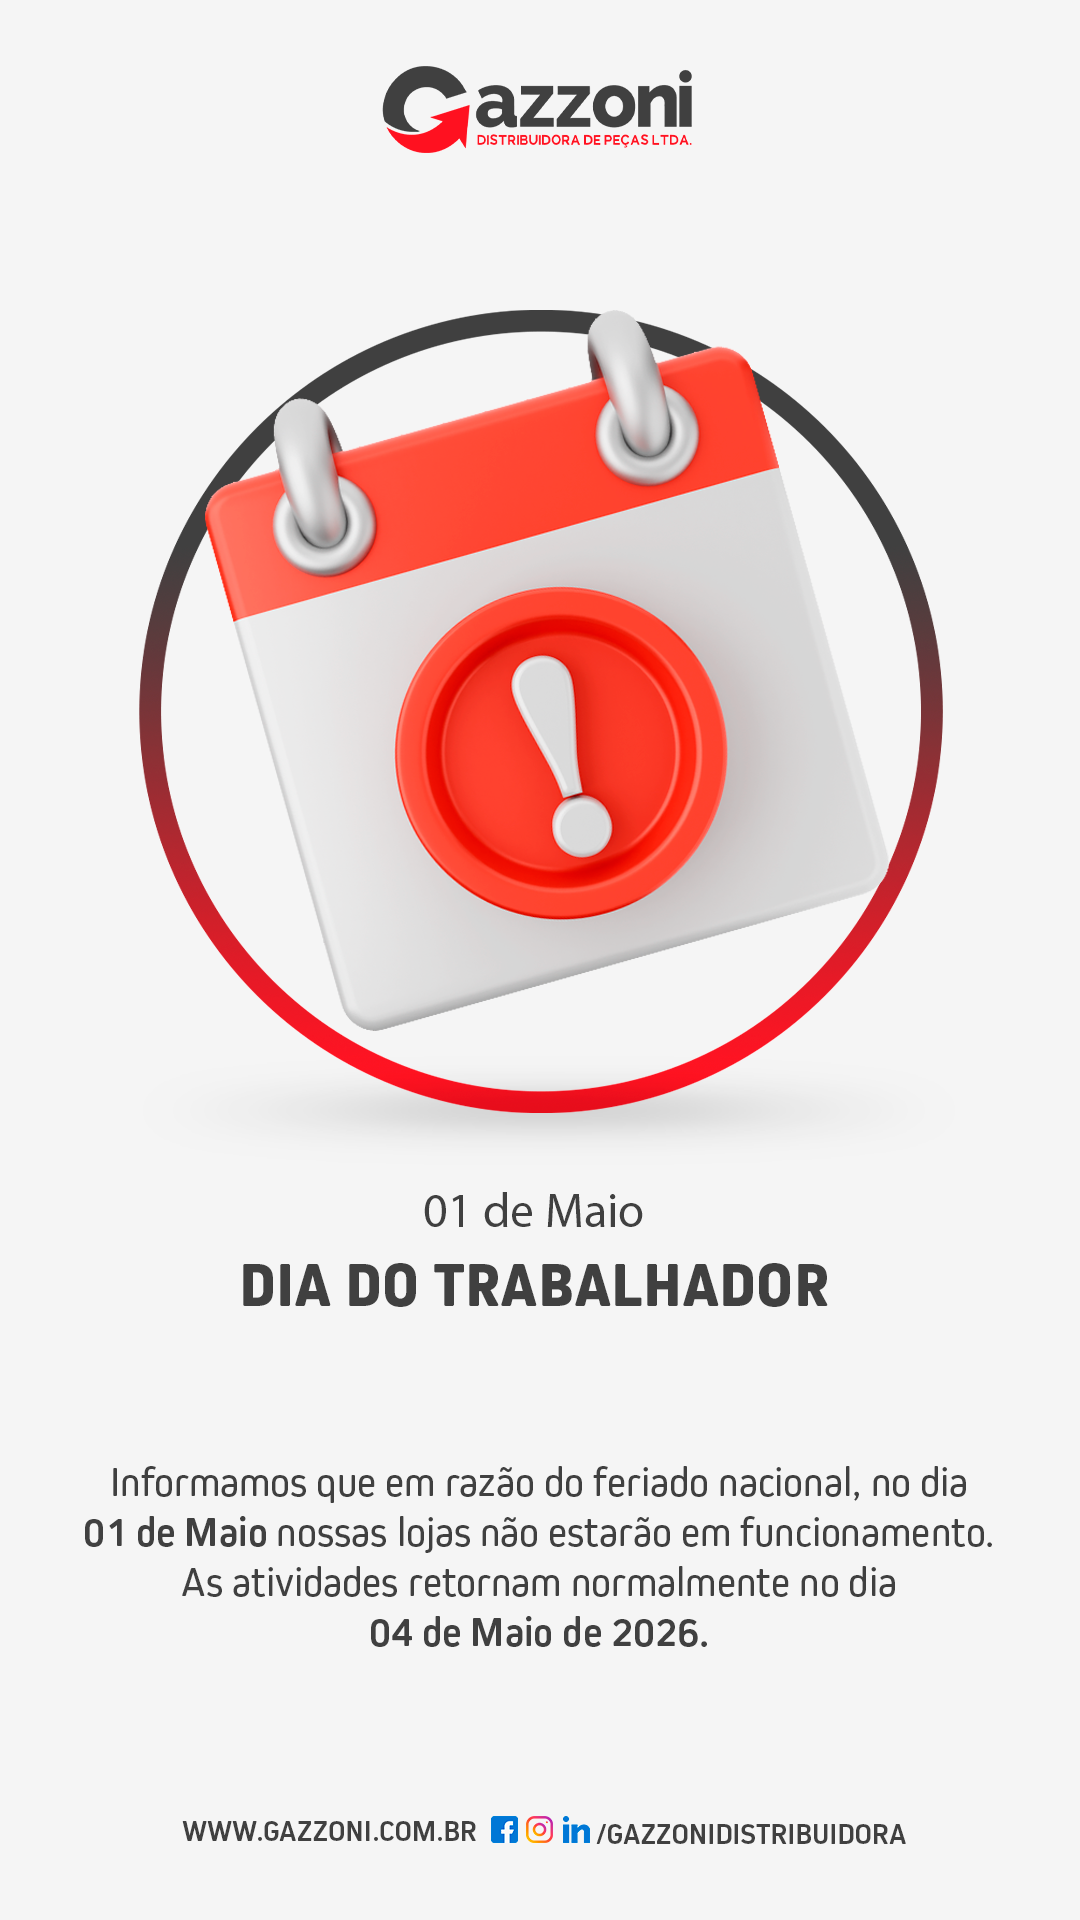 Gazzoni
DISTRIBUIDORA DE PEÇAS LTDA.
01 de Maio
DIA DO TRABALHADOR
Informamos que em razão do feriado nacional, no dia
01 de Maio nossas lojas não estarão em funcionamento.
As atividades retornam normalmente no dia
04 de Maio de 2026.
WWW.GAZZONI.COM.BR /GAZZONIDISTRIBUIDORA